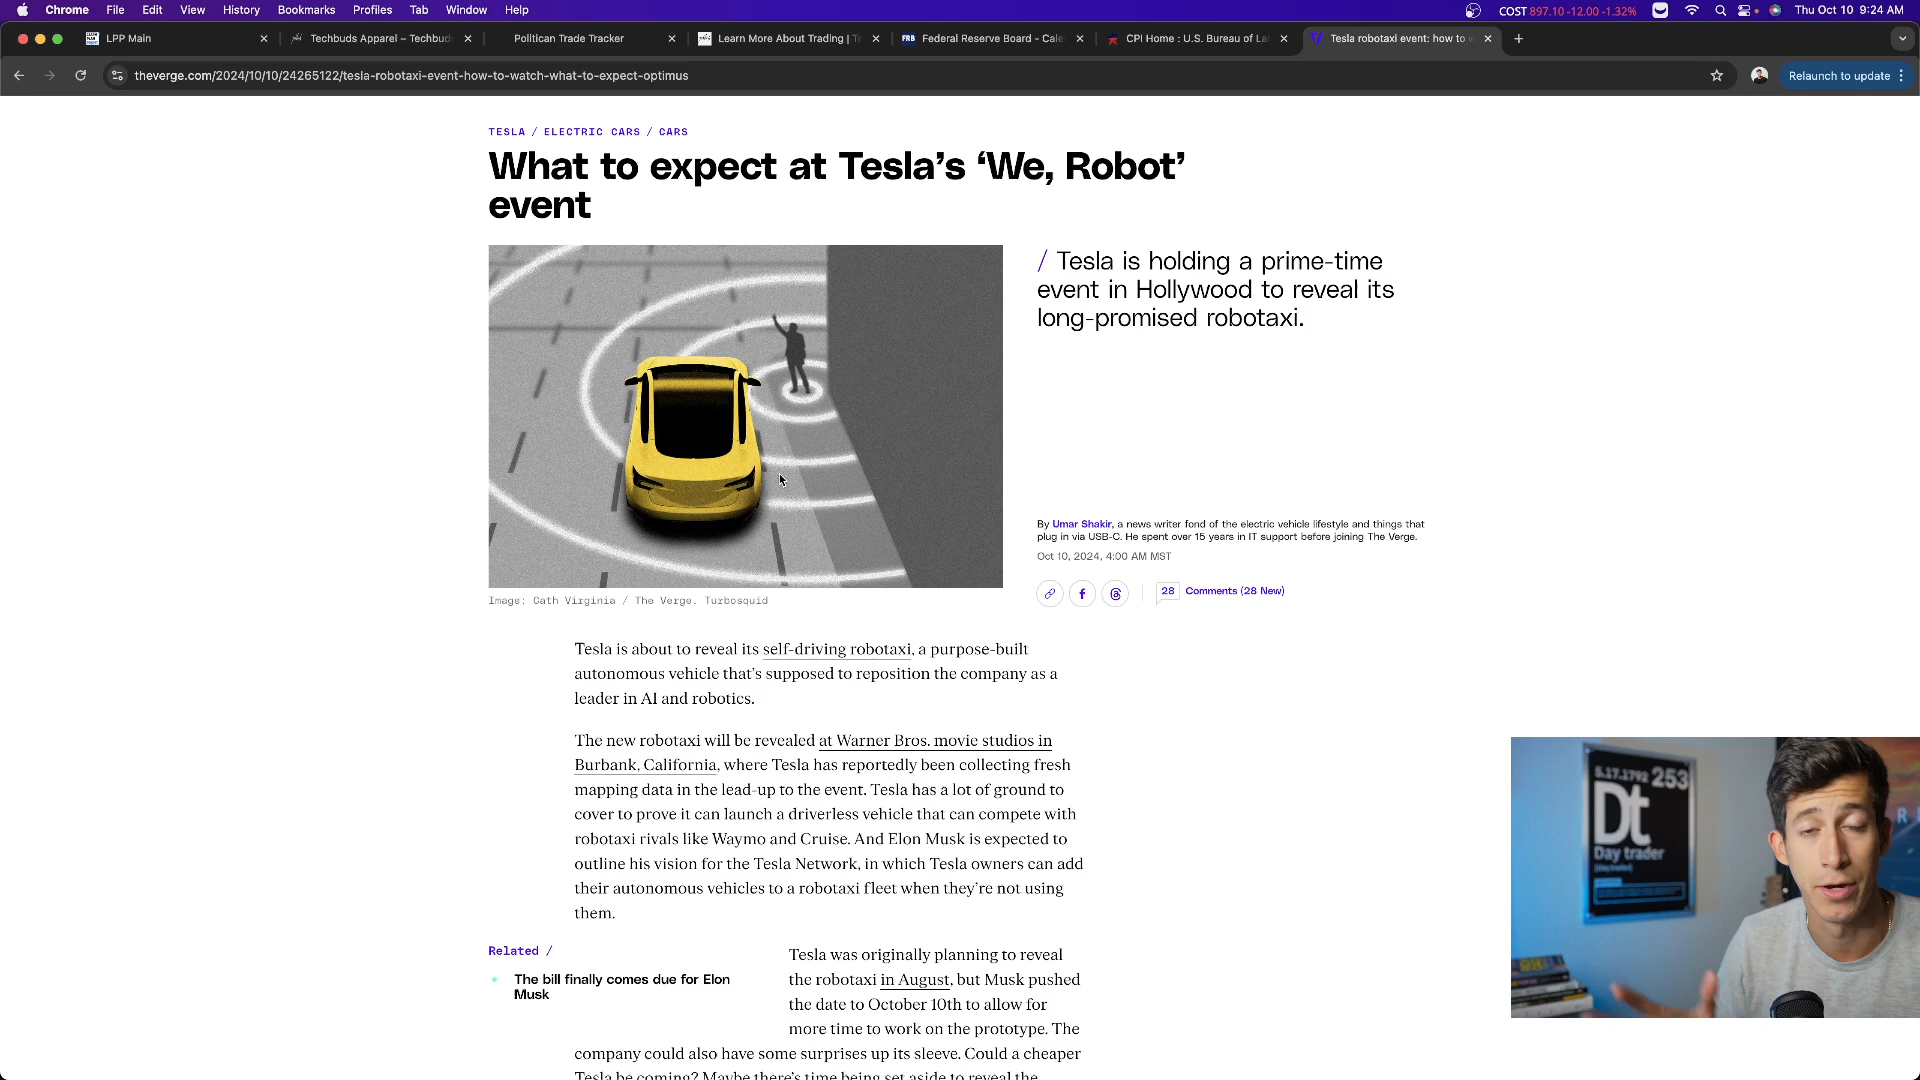 Chrome File Edit View History Bookmarks Profiles Tab Window Help
COST 897.10 -12.00 -1.32% Thu Oct 10 9:24 AM
LPP Main
Techbuds Apparel – Techbud
Politican Trade Tracker
Learn More About Trading | T
FRB Federal Reserve Board - Cale
CPI Home : U.S. Bureau of La
Tesla robotaxi event: how to w
theverge.com/2024/10/10/24265122/tesla-robotaxi-event-how-to-watch-what-to-expect-optimus
Relaunch to update
TESLA / ELECTRIC CARS / CARS
What to expect at Tesla’s ‘We, Robot’
event
/ Tesla is holding a prime-time
event in Hollywood to reveal its
long-promised robotaxi.
By Umar Shakir, a news writer fond of the electric vehicle lifestyle and things that
plug in via USB-C. He spent over 15 years in IT support before joining The Verge.
Oct 10, 2024, 4:00 AM MST
28 Comments (28 New)
Image: Cath Virginia / The Verge, Turbosquid
Tesla is about to reveal its self-driving robotaxi, a purpose-built
autonomous vehicle that’s supposed to reposition the company as a
leader in AI and robotics.
The new robotaxi will be revealed at Warner Bros. movie studios in
Burbank, California, where Tesla has reportedly been collecting fresh
mapping data in the lead-up to the event. Tesla has a lot of ground to
cover to prove it can launch a driverless vehicle that can compete with
robotaxi rivals like Waymo and Cruise. And Elon Musk is expected to
outline his vision for the Tesla Network, in which Tesla owners can add
their autonomous vehicles to a robotaxi fleet when they’re not using
them.
Related /
The bill finally comes due for Elon
Musk
Tesla was originally planning to reveal
the robotaxi in August, but Musk pushed
the date to October 10th to allow for
more time to work on the prototype. The
company could also have some surprises up its sleeve. Could a cheaper
Tesla be coming? Maybe there’s time being set aside to reveal the
5.17.1792 253
Dt
Day trader